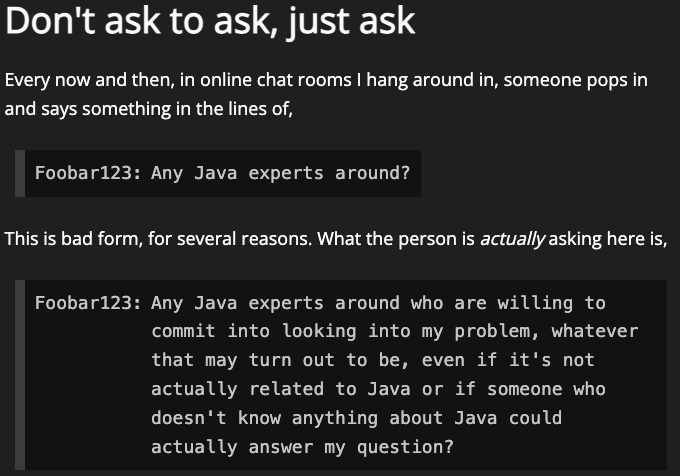 Don't ask to ask, just ask
Every now and then, in online chat rooms I hang around in, someone pops in
and says something in the lines of,
Foobar123: Any Java experts around?
This is bad form, for several reasons. What the person is actually asking here is,
Foobar123: Any Java experts around who are willing to
commit into looking into my problem, whatever
that may turn out to be, even if it's not
actually related to Java or if someone who
doesn't know anything about Java could
actually answer my question?